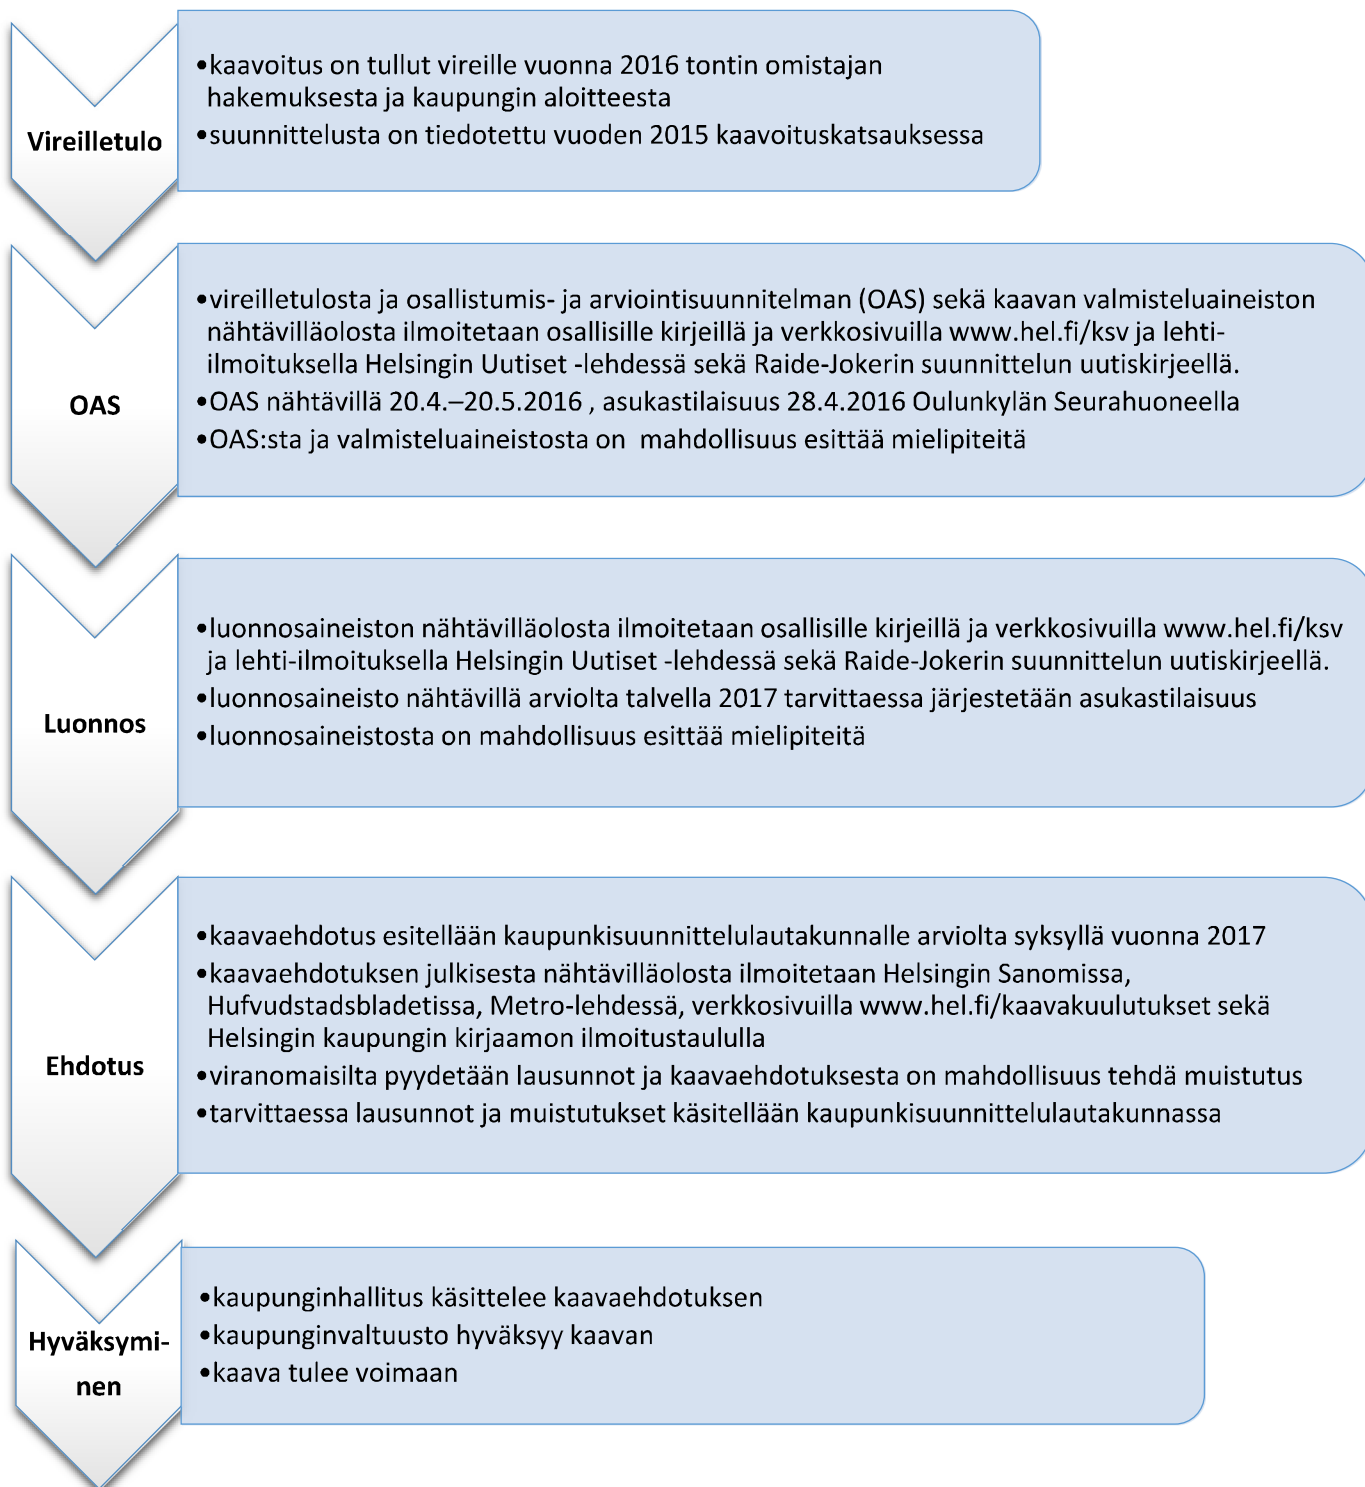 Vireilletulo
•kaavoitus on tullut vireille vuonna 2016 tontin omistajan
hakemuksesta ja kaupungin aloitteesta
•suunnittelusta on tiedotettu vuoden 2015 kaavoituskatsauksessa
OAS
•vireilletulosta ja osallistumis- ja arviointisuunnitelman (OAS) sekä kaavan valmisteluaineiston
nähtävilläolosta ilmoitetaan osallisille kirjeillä ja verkkosivuilla www.hel.fi/ksv ja lehti-
ilmoituksella Helsingin Uutiset -lehdessä sekä Raide-Jokerin suunnittelun uutiskirjeellä.
•OAS nähtävillä 20.4.–20.5.2016 , asukastilaisuus 28.4.2016 Oulunkylän Seurahuoneella
•OAS:sta ja valmisteluaineistosta on  mahdollisuus esittää mielipiteitä
Luonnos
•luonnosaineiston nähtävilläolosta ilmoitetaan osallisille kirjeillä ja verkkosivuilla www.hel.fi/ksv
ja lehti-ilmoituksella Helsingin Uutiset -lehdessä sekä Raide-Jokerin suunnittelun uutiskirjeellä.
•luonnosaineisto nähtävillä arviolta talvella 2017 tarvittaessa järjestetään asukastilaisuus
•luonnosaineistosta on mahdollisuus esittää mielipiteitä
Ehdotus
•kaavaehdotus esitellään kaupunkisuunnittelulautakunnalle arviolta syksyllä vuonna 2017
•kaavaehdotuksen julkisesta nähtävilläolosta ilmoitetaan Helsingin Sanomissa,
Hufvudstadsbladetissa, Metro-lehdessä, verkkosivuilla www.hel.fi/kaavakuulutukset sekä
Helsingin kaupungin kirjaamon ilmoitustaululla
•viranomaisilta pyydetään lausunnot ja kaavaehdotuksesta on mahdollisuus tehdä muistutus
•tarvittaessa lausunnot ja muistutukset käsitellään kaupunkisuunnittelulautakunnassa
Hyväksymi-
nen
•kaupunginhallitus käsittelee kaavaehdotuksen
•kaupunginvaltuusto hyväksyy kaavan
•kaava tulee voimaan